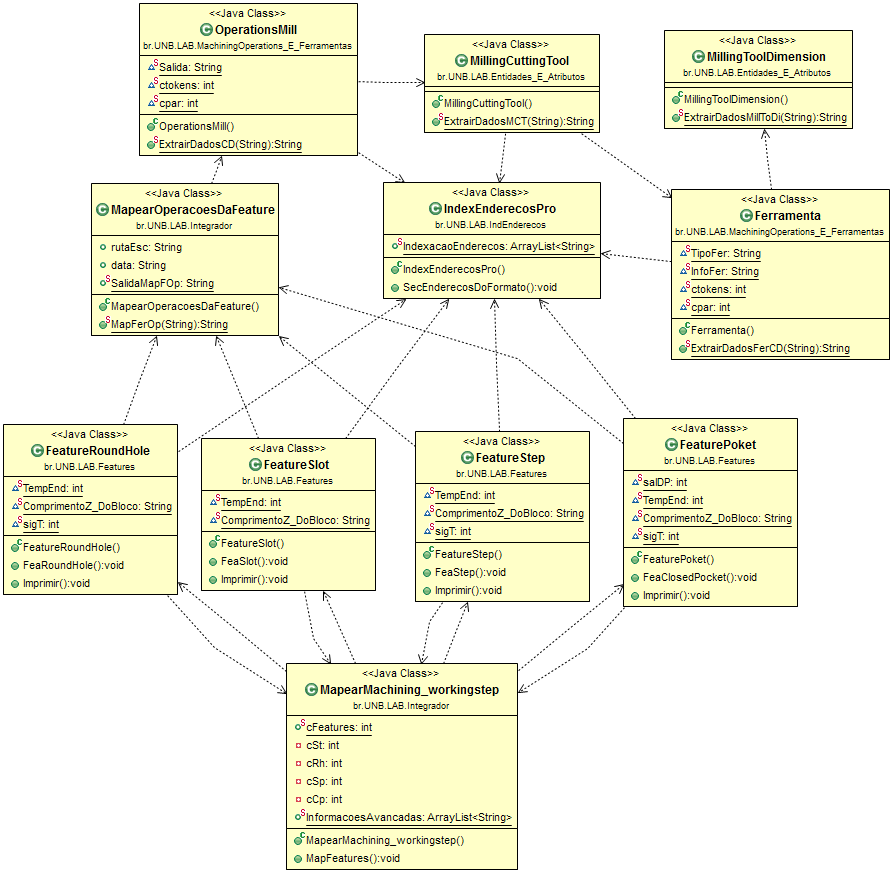 <<Java Class>>
OperationsMill
br.UNB.LAB.MachiningOperations_E_Ferramentas
Salida: String
ctokens: int
cpar: int
OperationsMill()
ExtrairDadosCD(String):String
<<Java Class>>
MillingCuttingTool
br.UNB.LAB.Entidades_E_Atributos
MillingCuttingTool()
ExtrairDadosMCT(String):String
<<Java Class>>
MillingToolDimension
br.UNB.LAB.Entidades_E_Atributos
MillingToolDimension()
ExtrairDadosMillToDi(String):String
<<Java Class>>
MapearOperacoesDaFeature
br.UNB.LAB.Integrador
rutaEsc: String
data: String
SalidaMapFOp: String
MapearOperacoesDaFeature()
MapFerOp(String):String
<<Java Class>>
IndexEnderecosPro
br.UNB.LAB.IndEnderecos
IndexacaoEnderecos: ArrayList<String>
IndexEnderecosPro()
SecEnderecosDoFormato():void
<<Java Class>>
Ferramenta
br.UNB.LAB.MachiningOperations_E_Ferramentas
TipoFer: String
InfoFer: String
ctokens: int
cpar: int
Ferramenta()
ExtrairDadosFerCD(String):String
<<Java Class>>
FeatureRoundHole
br.UNB.LAB.Features
TempEnd: int
ComprimentoZ_DoBloco: String
sigT: int
FeatureRoundHole()
FeaRoundHole():void
Imprimir():void
<<Java Class>>
FeatureSlot
br.UNB.LAB.Features
TempEnd: int
ComprimentoZ_DoBloco: String
FeatureSlot()
FeaSlot():void
Imprimir():void
<<Java Class>>
FeatureStep
br.UNB.LAB.Features
TempEnd: int
ComprimentoZ_DoBloco: String
sigT: int
FeatureStep()
FeaStep():void
Imprimir():void
<<Java Class>>
FeaturePoket
br.UNB.LAB.Features
salDP: int
TempEnd: int
ComprimentoZ_DoBloco: String
sigT: int
FeaturePoket()
FeaClosedPocket():void
Imprimir():void
<<Java Class>>
MapearMachining_workingstep
br.UNB.LAB.Integrador
cFeatures: int
cSt: int
cRh: int
cSp: int
cCp: int
InformacoesAvancadas: ArrayList<String>
MapearMachining_workingstep()
MapFeatures():void